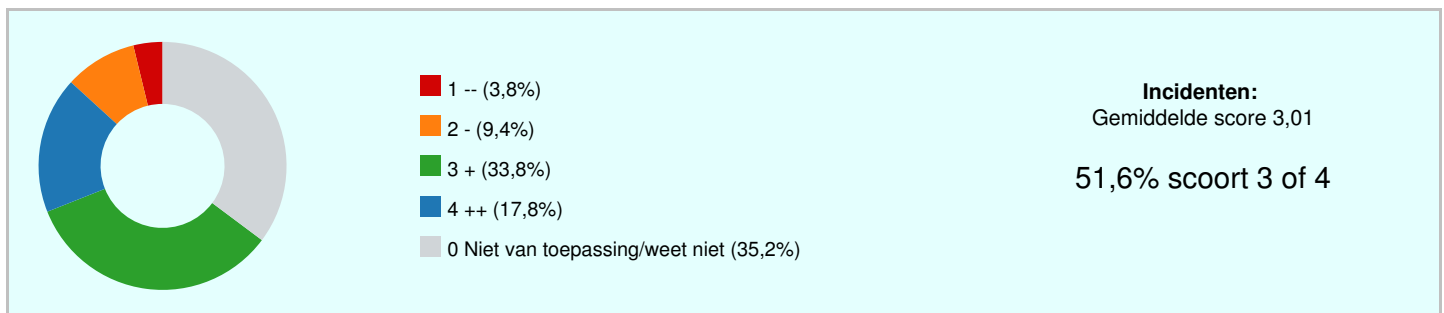 1 -- (3,8%)
2 - (9,4%)
3 + (33,8%)
4 ++ (17,8%)
0 Niet van toepassing/weet niet (35,2%)
Incidenten:
Gemiddelde score 3,01
51,6% scoort 3 of 4